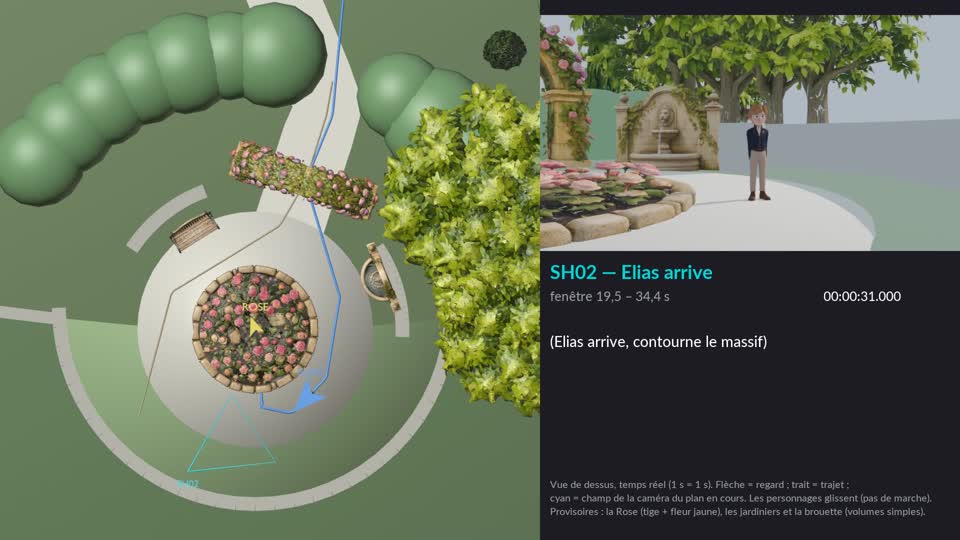 ROSE
SH02
SH02 — Elias arrive
fenêtre 19,5 – 34,4 s
00:00:31.000
(Elias arrive, contourne le massif)
Vue de dessus, temps réel (1 s = 1 s). Flèche = regard ; trait = trajet ;
cyan = champ de la caméra du plan en cours. Les personnages glissent (pas de marche).
Provisoires : la Rose (tige + fleur jaune), les jardiniers et la brouette (volumes simples).